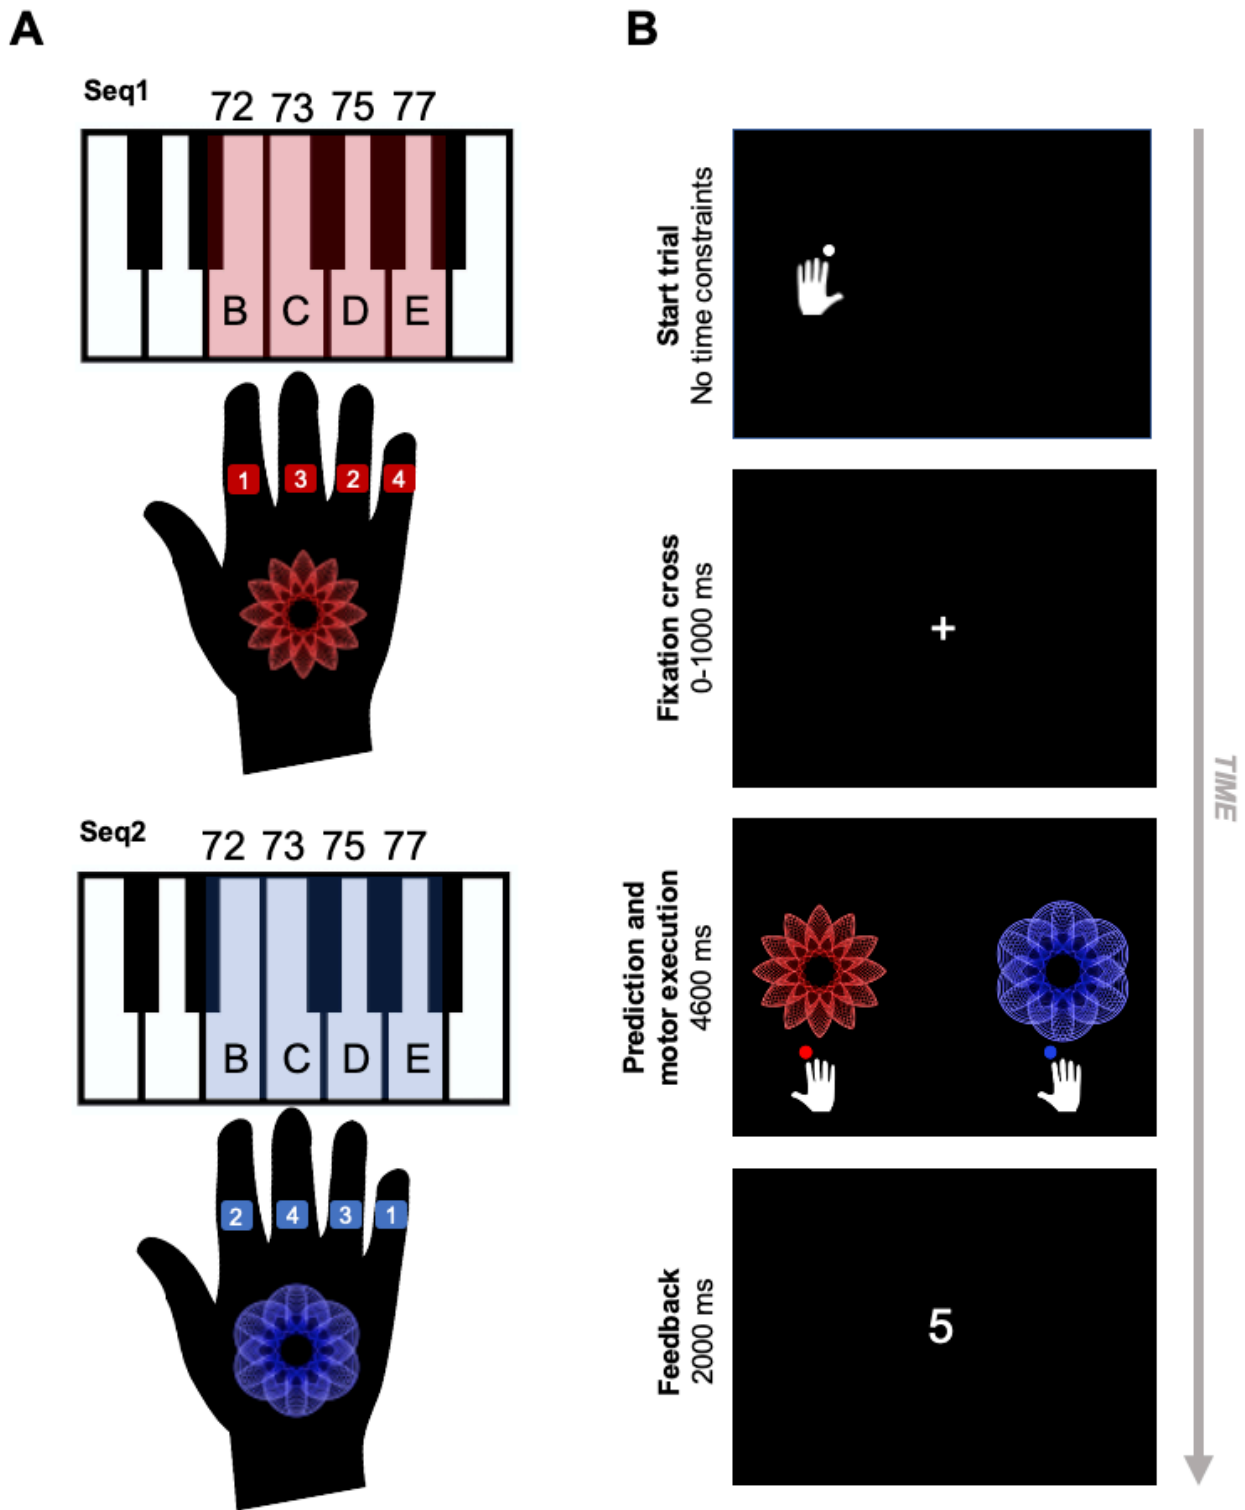 A
Seq1
72 73 75 77
B C D E
1 3 2 4
Seq2
72 73 75 77
B C D E
2 4 3 1
B
Start trial
No time constraints
Fixation cross
0-1000 ms
Prediction and
motor execution
4600 ms
Feedback
2000 ms
5
TIME